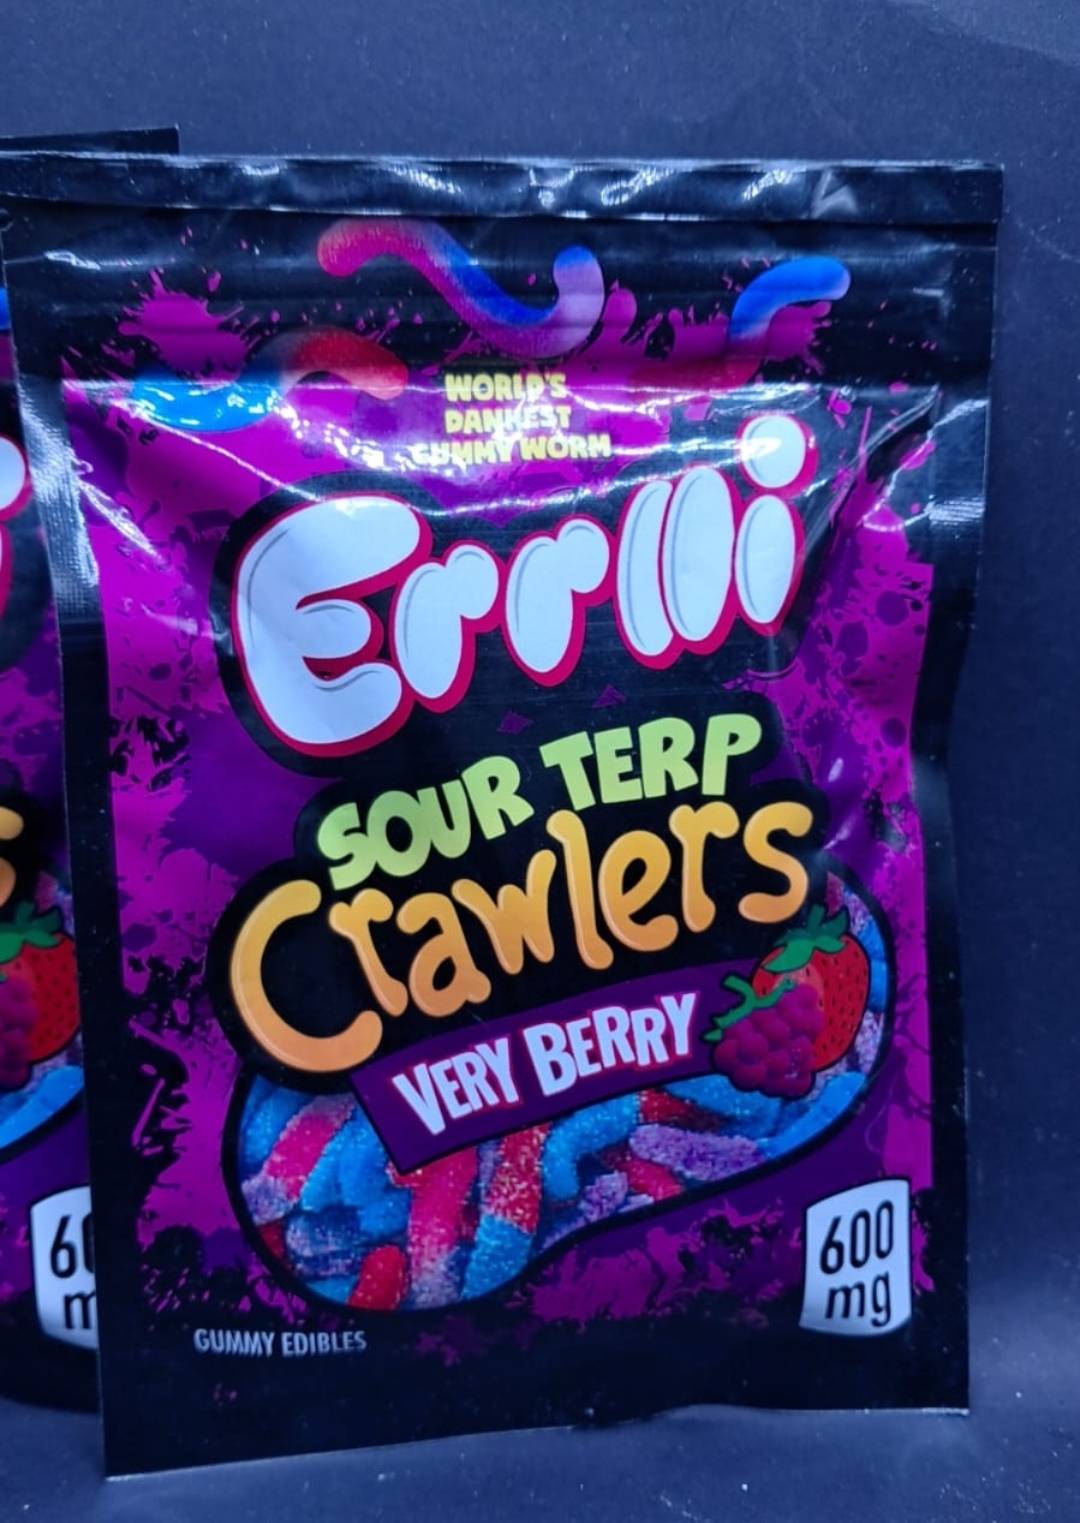 WORLD'S
DANKEST
GUMMY WORM
Errlli
SOUR TERP
Crawlers
VERY BERRY
600
mg
GUMMY EDIBLES